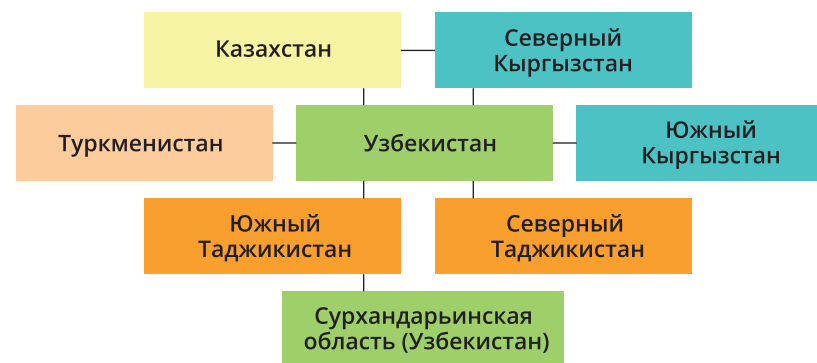 Казахстан
Северный
Кыргызстан
Туркменистан
Узбекистан
Южный
Кыргызстан
Южный
Таджикистан
Северный
Таджикистан
Сурхандарьинская
область (Узбекистан)